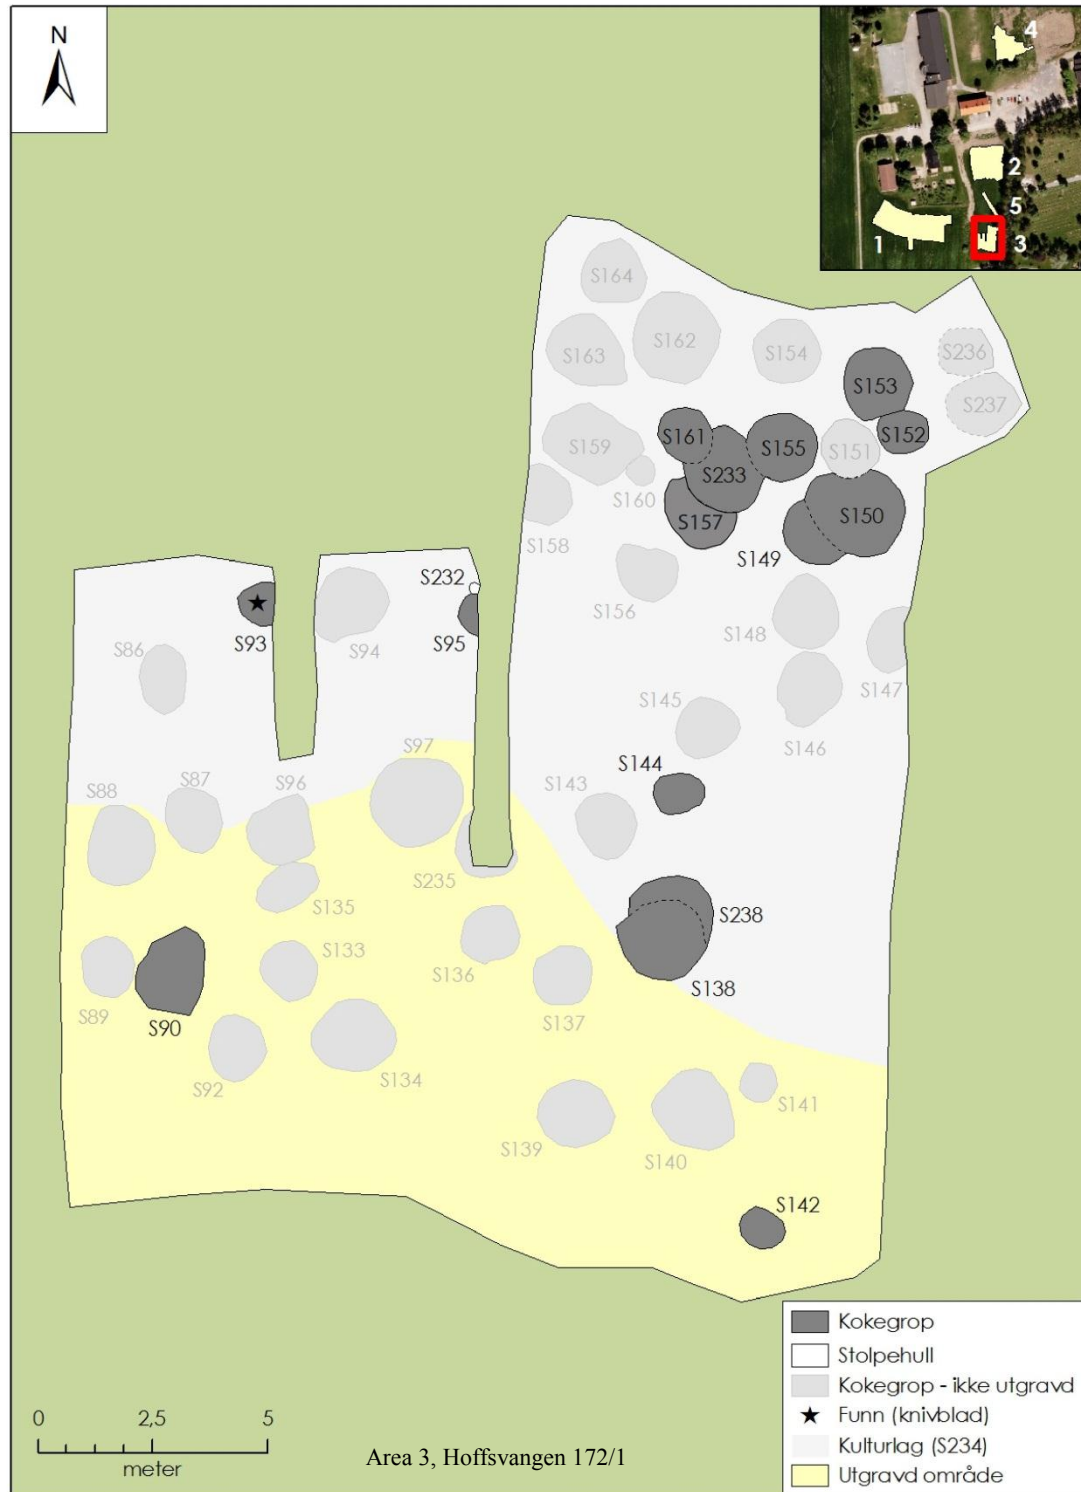 N
4
2
5
1
3
S164
S162
S163
S154
S236
S153
S237
S161
S155
S152
S159
S151
S233
S160
S157
S150
S158
S149
S232
S156
S93
S94
S95
S148
S86
S147
S145
S146
S97
S144
S88
S87
S96
S143
S235
S135
S238
S133
S136
S138
S89
S90
S137
S92
S134
S141
S139
S140
S142
Kokegrop
Stolpehull
Kokegrop - ikke utgravd
Funn (knivblad)
Kulturlag (S234)
Utgravd område
0 2,5 5
meter
Area 3, Hoffsvangen 172/1